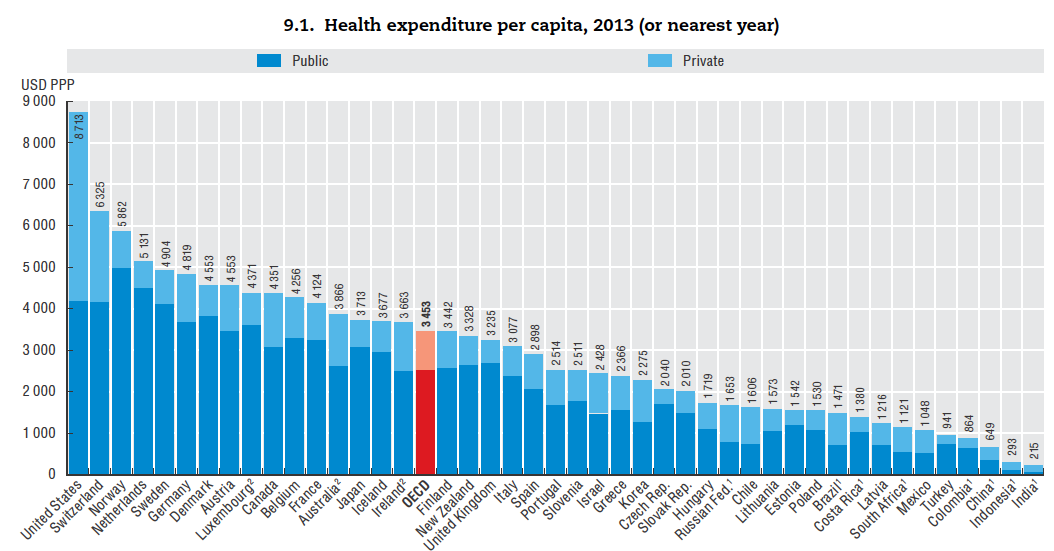 9.1. Health expenditure per capita, 2013 (or nearest year)
Public Private
USD PPP
9 000
8 000
7 000
6 000
5 000
4 000
3 000
2 000
1 000
0
8 713
6 325
5 862
5 131
4 904
4 819
4 553
4 553
4 371
4 351
4 256
4 124
3 866
3 713
3 677
3 663
3 453
3 442
3 328
3 235
3 077
2 898
2 514
2 511
2 428
2 366
2 275
2 040
2 010
1 719
1 653
1 606
1 573
1 542
1 530
1 471
1 380
1 216
1 121
1 048
941
864
649
293
215
United States
Switzerland
Norway
Netherlands
Sweden
Germany
Denmark
Austria
Luxembourg²
Canada
Belgium
France
Australia²
Japan
Iceland
Ireland²
OECD
Finland
New Zealand
United Kingdom
Italy
Spain
Portugal¹
Slovenia
Israel
Greece
Korea
Czech Rep.
Slovak Rep.
Hungary
Russian Fed.¹
Chile
Lithuania
Estonia
Poland
Brazil¹
Costa Rica¹
Latvia
South Africa¹
Mexico
Turkey
Colombia¹
China¹
Indonesia¹
India¹